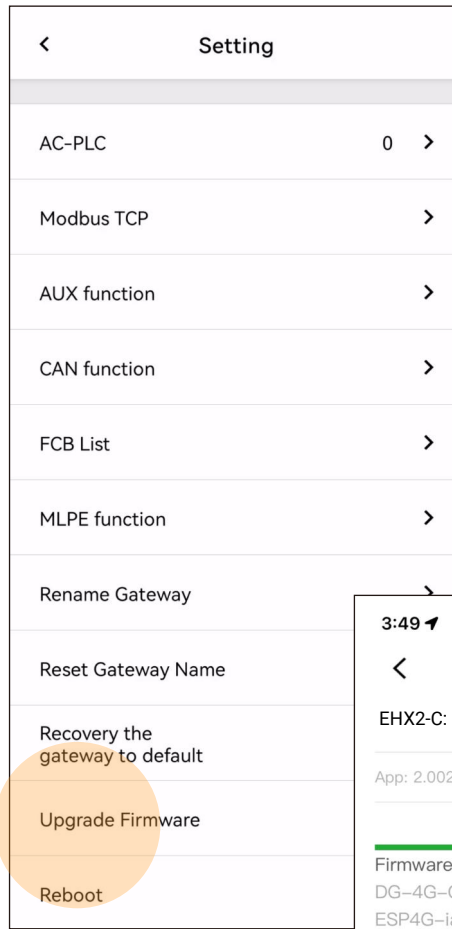 Setting
AC-PLC 0
Modbus TCP
AUX function
CAN function
FCB List
MLPE function
Rename Gateway
Reset Gateway Name
Recovery the
gateway to default
Upgrade Firmware
Reboot
3:49
EHX2-C:
App: 2.002
Firmware
DG-4G-